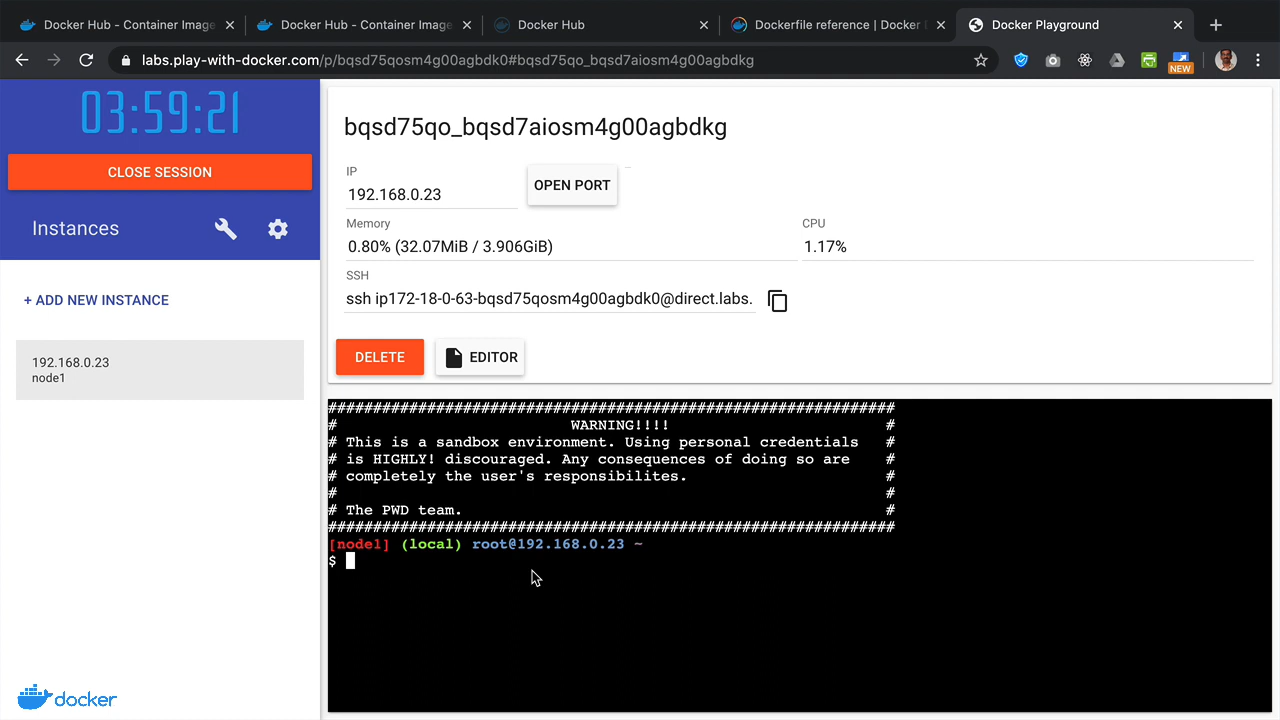 Docker Hub - Container Image
Docker Hub - Container Image
Docker Hub
Dockerfile reference | Docker
Docker Playground
labs.play-with-docker.com/p/bqsd75qosm4g00agbdk0#bqsd75qo_bqsd7aiosm4g00agbdkg
NEW
03:59:21
CLOSE SESSION
Instances
+ ADD NEW INSTANCE
192.168.0.23
node1
docker
bqsd75qo_bqsd7aiosm4g00agbdkg
IP
192.168.0.23
OPEN PORT
Memory
0.80% (32.07MiB / 3.906GiB)
CPU
1.17%
SSH
ssh ip172-18-0-63-bqsd75qosm4g00agbdk0@direct.labs.
DELETE
EDITOR
###############################################################
#                          WARNING!!!!                        #
# This is a sandbox environment. Using personal credentials   #
# is HIGHLY! discouraged. Any consequences of doing so are    #
# completely the user's responsibilites.                      #
#                                                             #
# The PWD team.                                               #
###############################################################
[node1] (local) root@192.168.0.23 ~
$